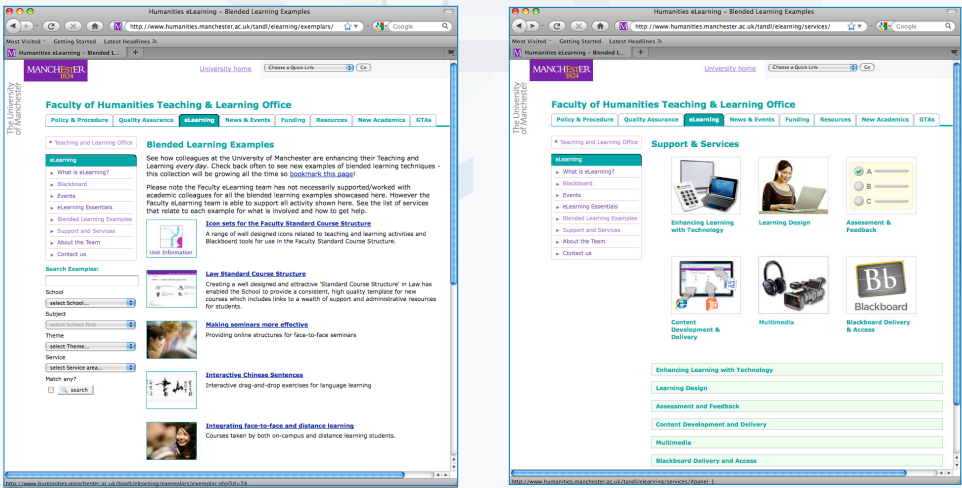 Humanities eLearning – Blended Learning Examples
http://www.humanities.manchester.ac.uk/tandl/elearning/exemplars/
Google
Most Visited
Getting Started
Latest Headlines
Humanities eLearning – Blended L...
MANCHESTER
1824
The University
of Manchester
University home
Choose a Quick Link
Go
Faculty of Humanities Teaching & Learning Office
Policy & Procedure
Quality Assurance
eLearning
News & Events
Funding
Resources
New Academics
GTAs
Teaching and Learning Office
eLearning
What is eLearning?
Blackboard
Events
eLearning Essentials
Blended Learning Examples
Support and Services
About the Team
Contact us
Search Examples:
School
select School...
Subject
select School first
Theme
select Theme...
Service
select Service area...
Match any?
search
Blended Learning Examples
See how colleagues at the University of Manchester are enhancing their Teaching and
Learning every day. Check back often to see new examples of blended learning techniques -
this collection will be growing all the time so bookmark this page!
Please note the Faculty eLearning team has not necessarily supported/worked with
academic colleagues for all the blended learning examples showcased here. However the
Faculty eLearning team is able to support all activity shown here. See the list of services
that relate to each example for what is involved and how to get help.
Unit Information
Icon sets for the Faculty Standard Course Structure
A range of well designed icons related to teaching and learning activities and
Blackboard tools for use in the Faculty Standard Course Structure.
Law Standard Course Structure
Creating a well designed and attractive 'Standard Course Structure' in Law has
enabled the School to provide a consistent, high quality template for new
courses which includes links to a wealth of support and administrative resources
for students.
Making seminars more effective
Providing online structures for face-to-face seminars
Interactive Chinese Sentences
Interactive drag-and-drop exercises for language learning
Integrating face-to-face and distance learning
Courses taken by both on-campus and distance learning students.
http://www.humanities.manchester.ac.uk/tandl/elearning/exemplars/exemplar.php?id=24
Humanities eLearning – Blended Learning Examples
http://www.humanities.manchester.ac.uk/tandl/elearning/services/
Google
Most Visited
Getting Started
Latest Headlines
Humanities eLearning – Blended L...
MANCHESTER
1824
The University
of Manchester
University home
Choose a Quick Link
Go
Faculty of Humanities Teaching & Learning Office
Policy & Procedure
Quality Assurance
eLearning
News & Events
Funding
Resources
New Academics
GTAs
Teaching and Learning Office
eLearning
What is eLearning?
Blackboard
Events
eLearning Essentials
Blended Learning Examples
Support and Services
About the Team
Contact us
Support & Services
A
B
C
Enhancing Learning
with Technology
Learning Design
Assessment &
Feedback
Bb
Blackboard
Content
Development &
Delivery
Multimedia
Blackboard Delivery
& Access
Enhancing Learning with Technology
Learning Design
Assessment and Feedback
Content Development and Delivery
Multimedia
Blackboard Delivery and Access
http://www.humanities.manchester.ac.uk/tandl/elearning/services/#panel_1